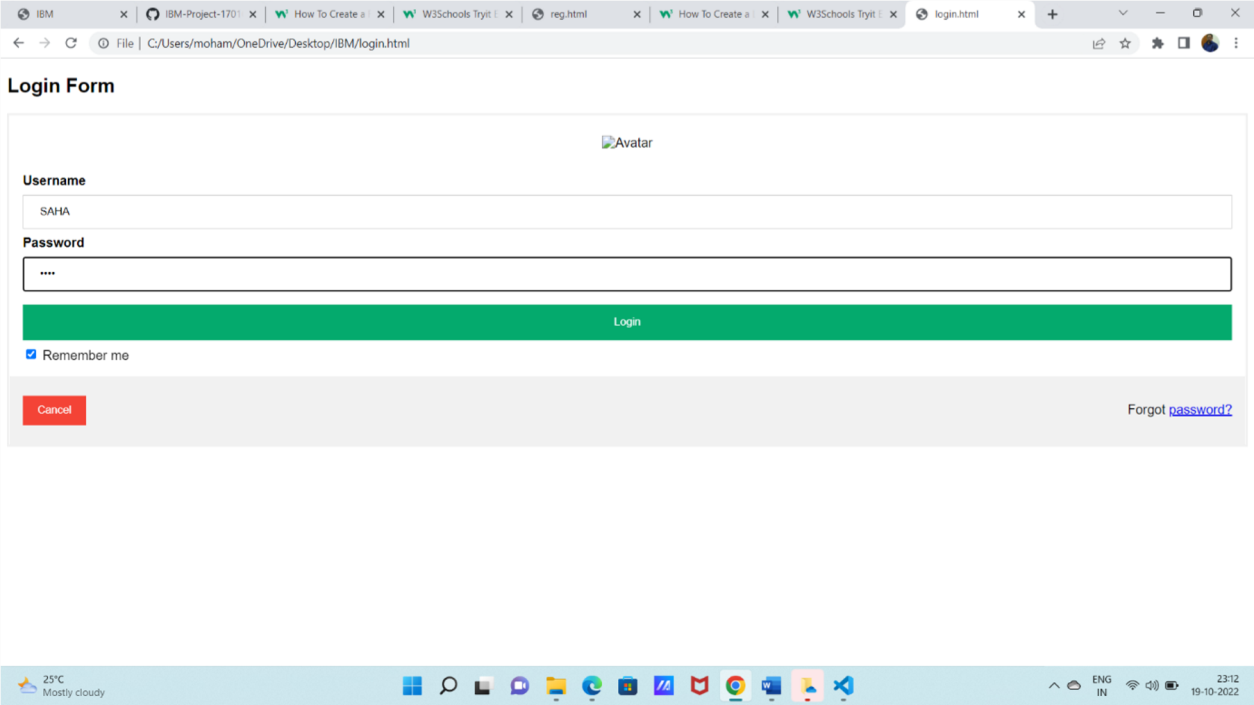 IBM
IBM-Project-1701
How To Create a
W3Schools Tryit E
reg.html
How To Create a
W3Schools Tryit E
login.html
File
C:/Users/moham/OneDrive/Desktop/IBM/login.html
Login Form
Avatar
Username
SAHA
Password
••••
Login
Remember me
Cancel
Forgot password?
25°C
Mostly cloudy
ENG
IN
23:12
19-10-2022